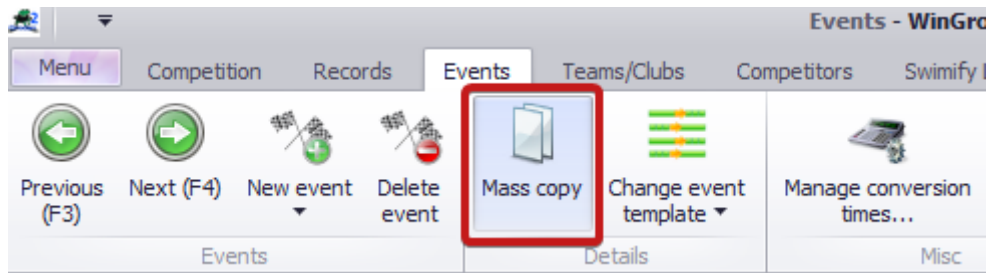 Events - WinGro
Menu Competition Records Events Teams/Clubs Competitors Swimify
Previous (F3)
Next (F4)
New event
Delete event
Mass copy
Change event template
Manage conversion times...
Events Details Misc